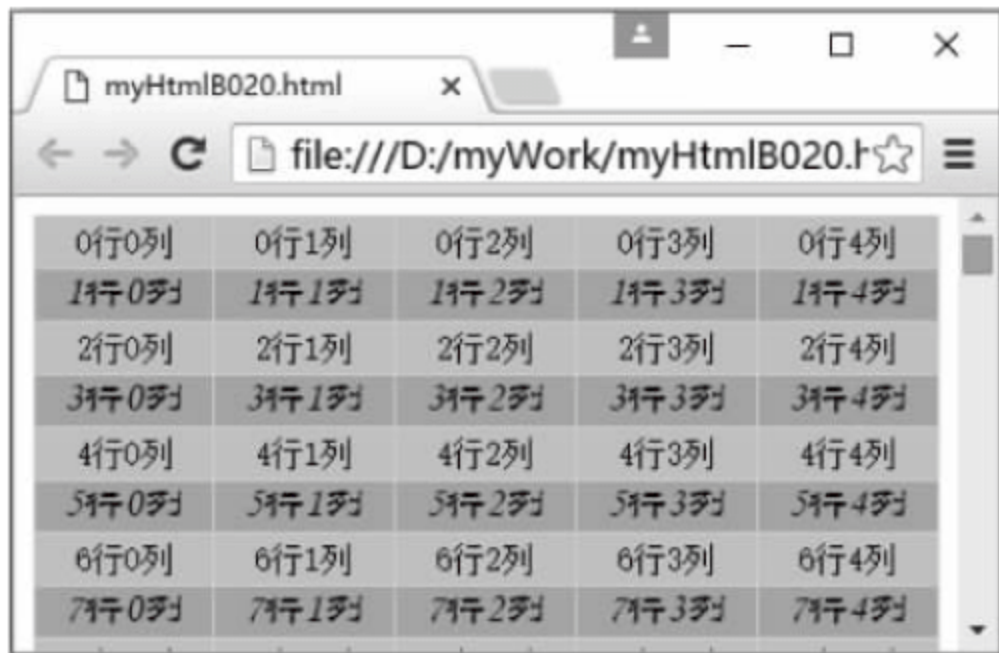 myHtmlB020.html
file:///D:/myWork/myHtmlB020.h
0行0列 0行1列 0行2列 0行3列 0行4列
1行0列 1行1列 1行2列 1行3列 1行4列
2行0列 2行1列 2行2列 2行3列 2行4列
3行0列 3行1列 3行2列 3行3列 3行4列
4行0列 4行1列 4行2列 4行3列 4行4列
5行0列 5行1列 5行2列 5行3列 5行4列
6行0列 6行1列 6行2列 6行3列 6行4列
7行0列 7行1列 7行2列 7行3列 7行4列